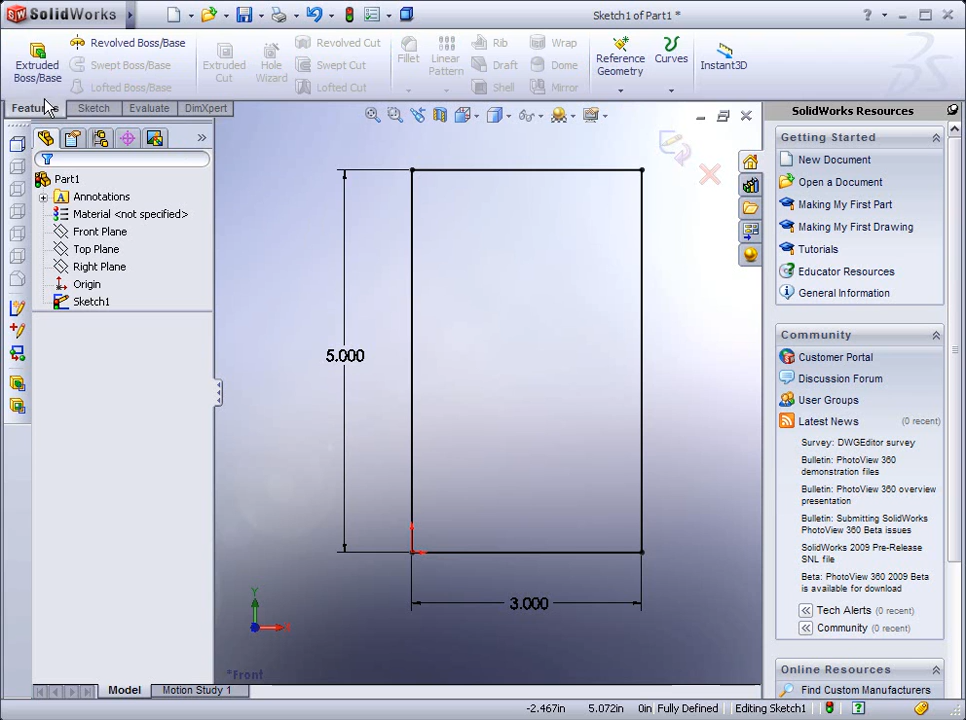 SolidWorks
Sketch1 of Part1 *
Extruded Boss/Base
Revolved Boss/Base
Swept Boss/Base
Lofted Boss/Base
Extruded Cut
Hole Wizard
Revolved Cut
Swept Cut
Lofted Cut
Fillet
Linear Pattern
Rib
Draft
Shell
Wrap
Dome
Mirror
Reference Geometry
Curves
Instant3D
Sketch
Evaluate
DimXpert
Part1
Annotations
Material <not specified>
Front Plane
Top Plane
Right Plane
Origin
Sketch1
5.000
3.000
Y
*Front
Model
Motion Study 1
SolidWorks Resources
Getting Started
New Document
Open a Document
Making My First Part
Making My First Drawing
Tutorials
Educator Resources
General Information
Community
Customer Portal
Discussion Forum
User Groups
Latest News (0 recent)
Survey: DWGEditor survey
Bulletin: PhotoView 360
demonstration files
Bulletin: PhotoView 360 overview
presentation
Bulletin: Submitting SolidWorks
PhotoView 360 Beta issues
SolidWorks 2009 Pre-Release
SNL file
Beta: PhotoView 360 2009 Beta
is available for download
Tech Alerts (0 recent)
Community (0 recent)
Online Resources
Find Custom Manufacturers
-2.467in 5.072in 0in Fully Defined Editing Sketch1